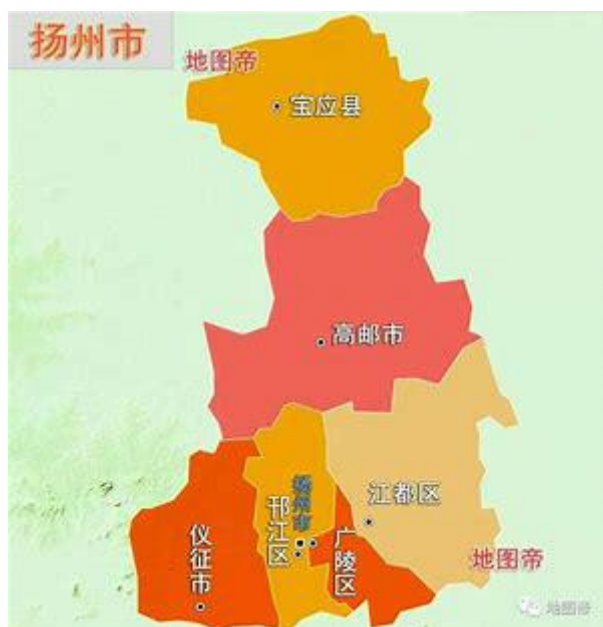 扬州市
地图帝
宝应县
高邮市
江都区
扬州市
邗江区
广陵区
仪征市
地图帝
地图帝